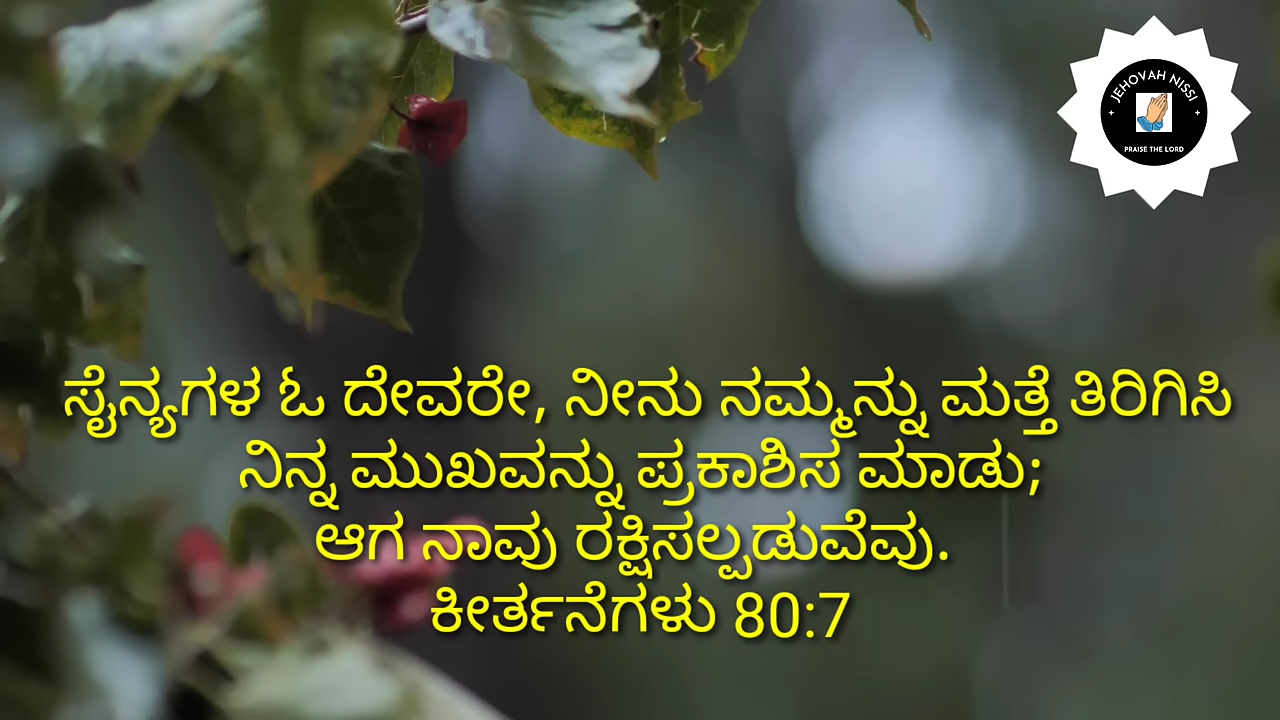 JEHOVAH NISSI
PRAISE THE LORD
ಸೈನ್ಯಗಳ ಓ ದೇವರೇ, ನೀನು ನಮ್ಮನ್ನು ಮತ್ತೆ ತಿರಿಗಿಸಿ
ನಿನ್ನ ಮುಖವನ್ನು ಪ್ರಕಾಶಿಸ ಮಾಡು;
ಆಗ ನಾವು ರಕ್ಷಿಸಲ್ಪಡುವೆವು.
ಕೀರ್ತನೆಗಳು 80:7